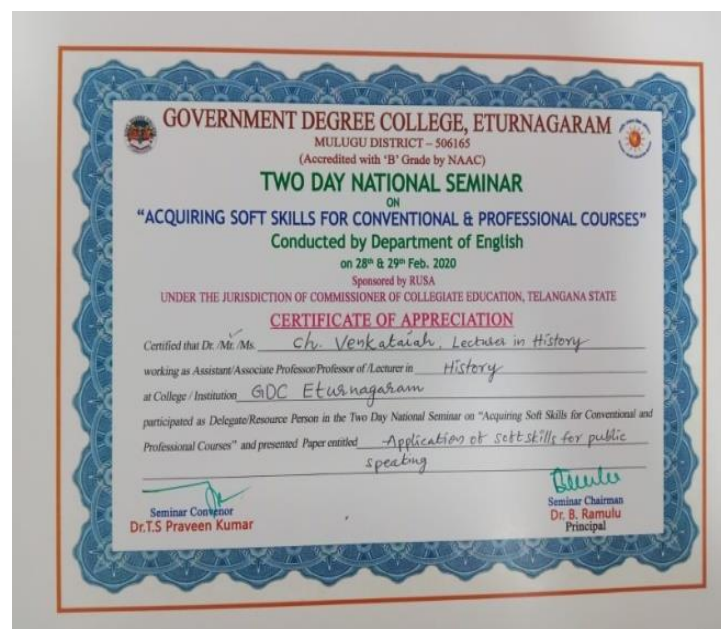 GOVERNMENT DEGREE COLLEGE, ETURNAGARAM
MULUGU DISTRICT – 506165
(Accredited with ‘B’ Grade by NAAC)
TWO DAY NATIONAL SEMINAR
ON
“ACQUIRING SOFT SKILLS FOR CONVENTIONAL & PROFESSIONAL COURSES”
Conducted by Department of English
on 28th & 29th Feb. 2020
Sponsored by RUSA
UNDER THE JURISDICTION OF COMMISSIONER OF COLLEGIATE EDUCATION, TELANGANA STATE
CERTIFICATE OF APPRECIATION
Certified that Dr. /Mr. /Ms. Ch. Venkataiah, Lecturer in History
working as Assistant/Associate Professor/Professor of /Lecturer in History
at College / Institution GDC Eturnagaram
participated as Delegate/Resource Person in the Two Day National Seminar on “Acquiring Soft Skills for Conventional and
Professional Courses” and presented Paper entitled Application of soft skills for public
speaking
Seminar Convenor
Dr.T.S Praveen Kumar
Seminar Chairman
Dr. B. Ramulu
Principal